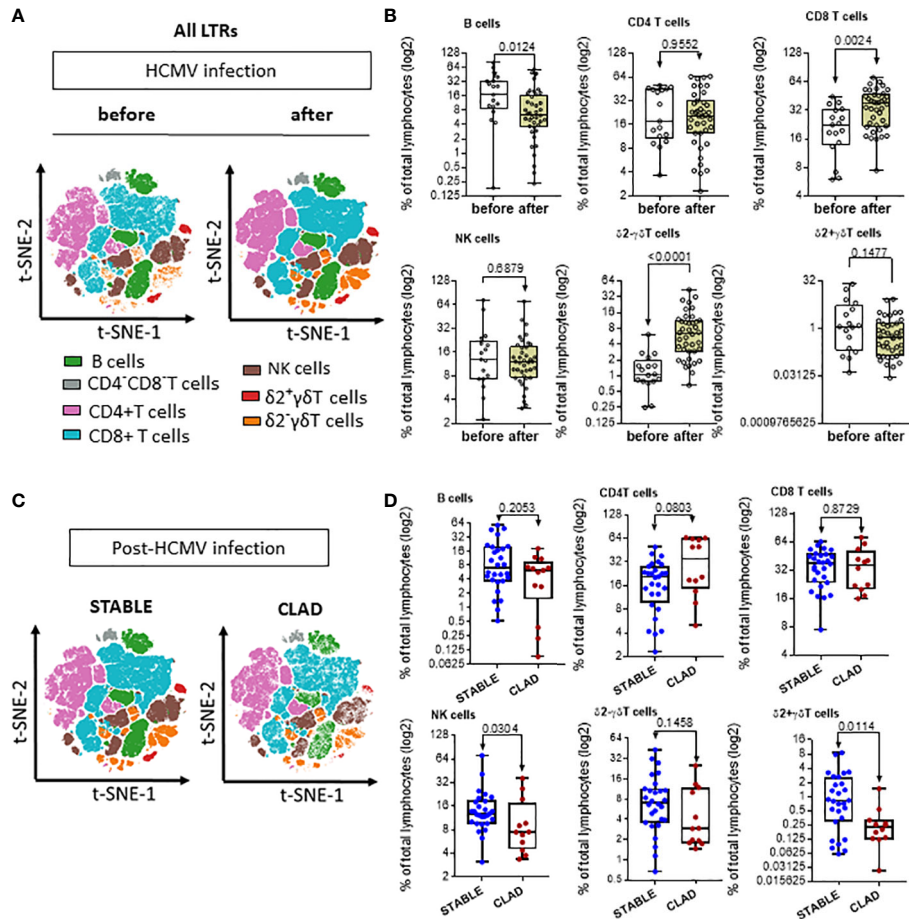 A
All LTRs
HCMV infection
before after
t-SNE-2
t-SNE-1 t-SNE-1
B cells
CD4⁻CD8⁻T cells
CD4+T cells
CD8+ T cells
NK cells
δ2⁺γδT cells
δ2⁻γδT cells
B
B cells
0.0124
% of total lymphocytes (log2)
128
64
32
16
8
4
2
1
0.5
0.25
0.125
before after
CD4 T cells
0.9552
% of total lymphocytes (log2)
128
64
32
16
8
4
2
before after
CD8 T cells
0.0024
% of total lymphocytes (log2)
128
64
32
16
8
4
before after
NK cells
0.6879
% of total lymphocytes (log2)
128
64
32
16
8
4
2
before after
δ2-γδT cells
<0.0001
% of total lymphocytes (log2)
64
32
16
8
4
2
1
0.5
0.25
0.125
before after
δ2+γδT cells
0.1477
% of total lymphocytes (log2)
32
1
0.03125
0.0009765625
before after
C
Post-HCMV infection
STABLE CLAD
t-SNE-2 t-SNE-2
t-SNE-1 t-SNE-1
D
B cells
0.2053
% of total lymphocytes (log2)
64
32
16
8
4
2
1
0.5
0.25
0.125
0.0625
STABLE CLAD
CD4T cells
0.0803
% of total lymphocytes (log2)
128
64
32
16
8
4
2
STABLE CLAD
CD8 T cells
0.8729
% of total lymphocytes (log2)
128
64
32
16
8
4
STABLE CLAD
NK cells
0.0304
% of total lymphocytes (log2)
128
64
32
16
8
4
2
STABLE CLAD
δ2-γδT cells
0.1458
% of total lymphocytes (log2)
64
32
16
8
4
2
1
0.5
STABLE CLAD
δ2+γδT cells
0.0114
% of total lymphocytes (log2)
16
8
4
2
1
0.5
0.25
0.125
0.0625
0.03125
0.015625
STABLE CLAD